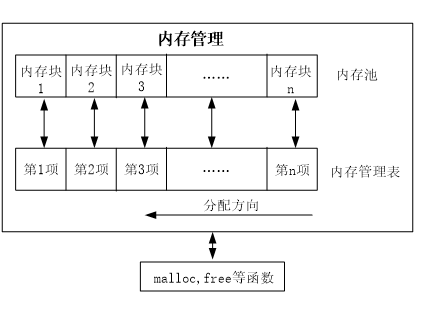 内存管理
内存块1
内存块2
内存块3
……
内存块n
内存池
第1项
第2项
第3项
……
第n项
内存管理表
分配方向
malloc,free等函数